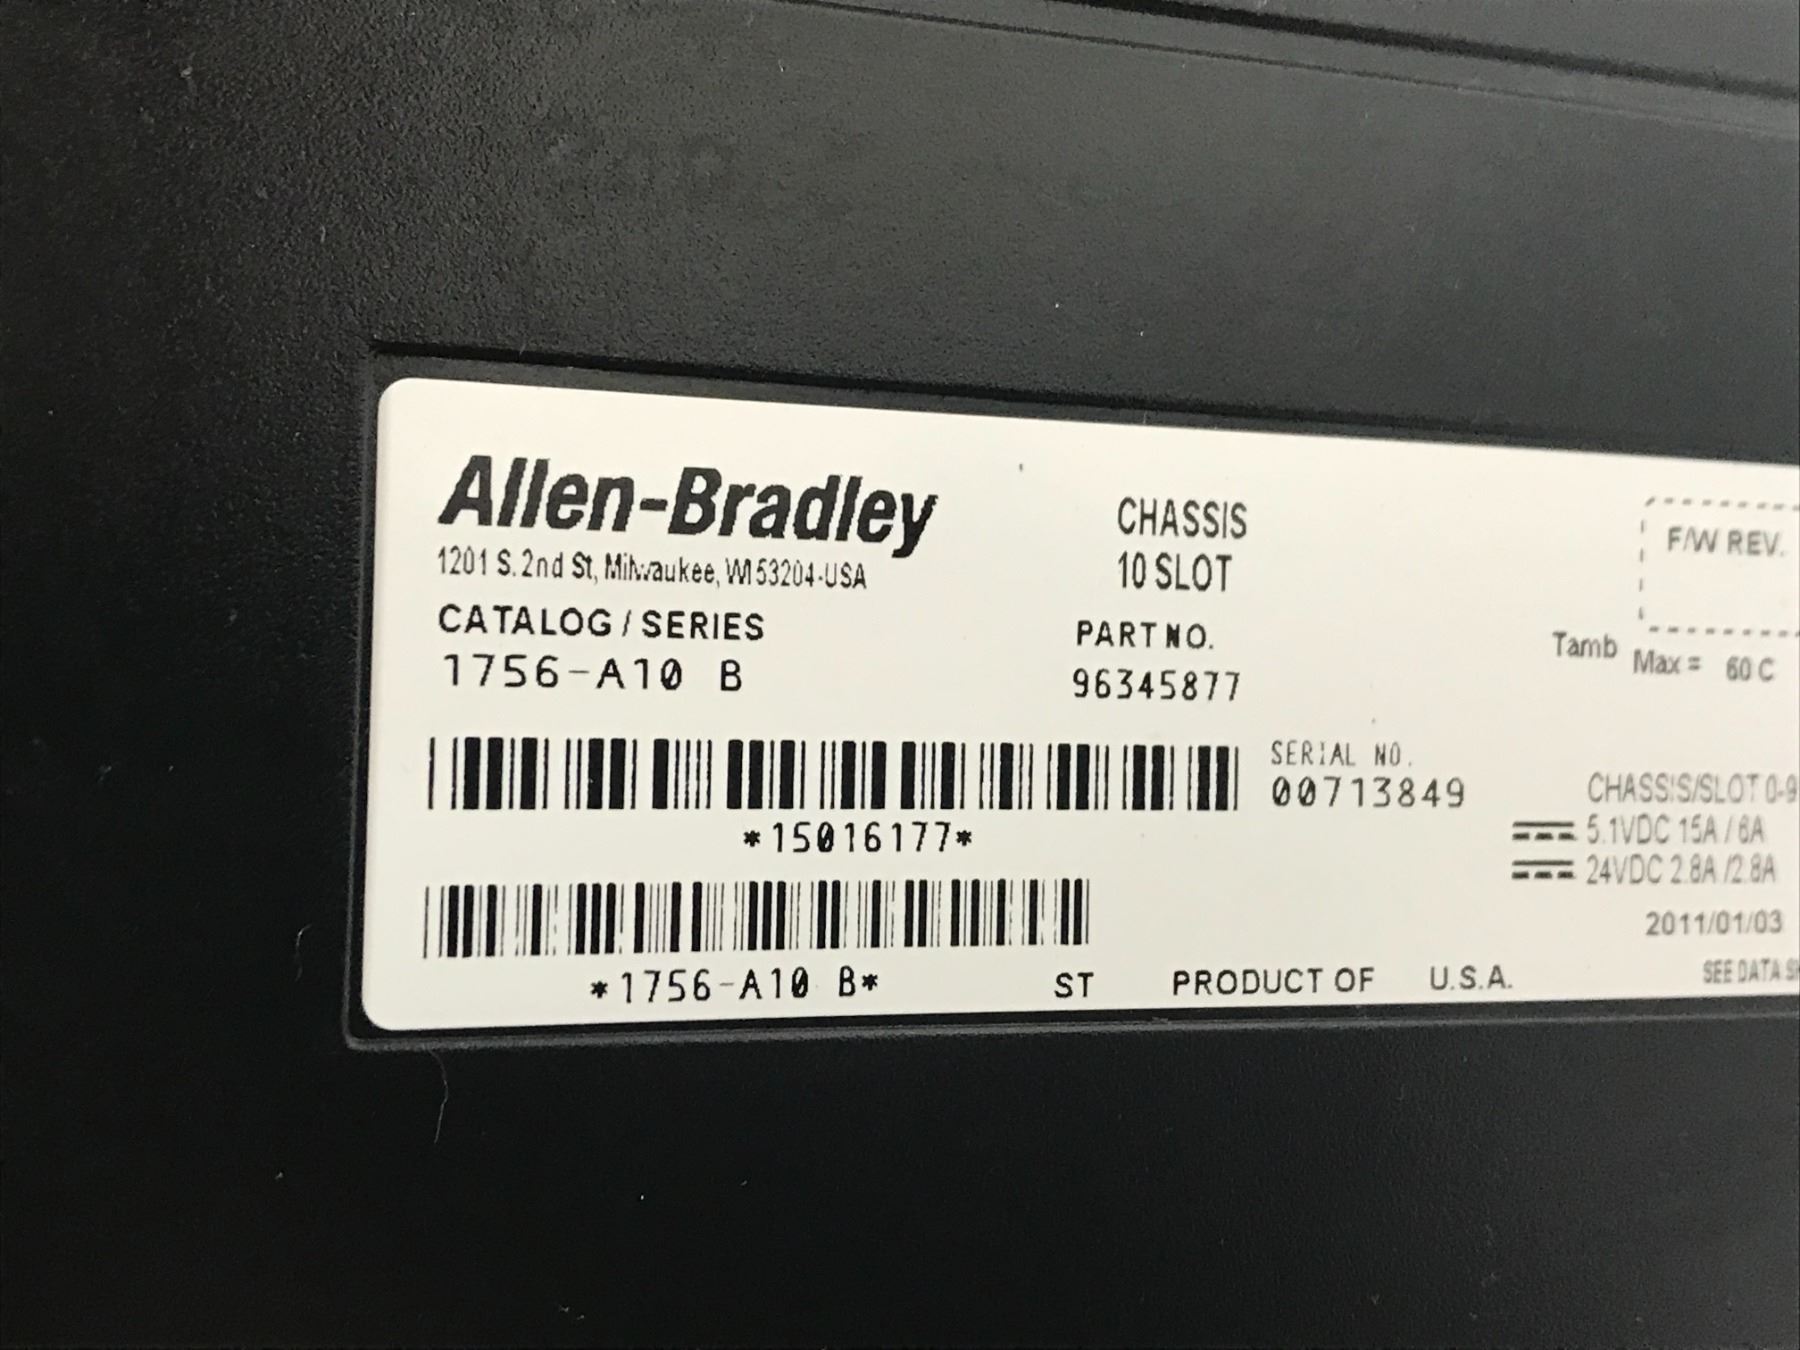 Allen-Bradley
1201 S. 2nd St, Milwaukee, WI 53204-USA
CATALOG / SERIES
1756-A10 B
CHASSIS
10 SLOT
PART NO.
96345877
F/W REV.
Tamb Max = 60 C
*15016177*
SERIAL NO.
00713849
CHASSIS/SLOT 0-9
5.1VDC 15A / 6A
24VDC 2.8A /2.8A
2011/01/03
*1756-A10 B*
ST
PRODUCT OF U.S.A.
SEE DATA